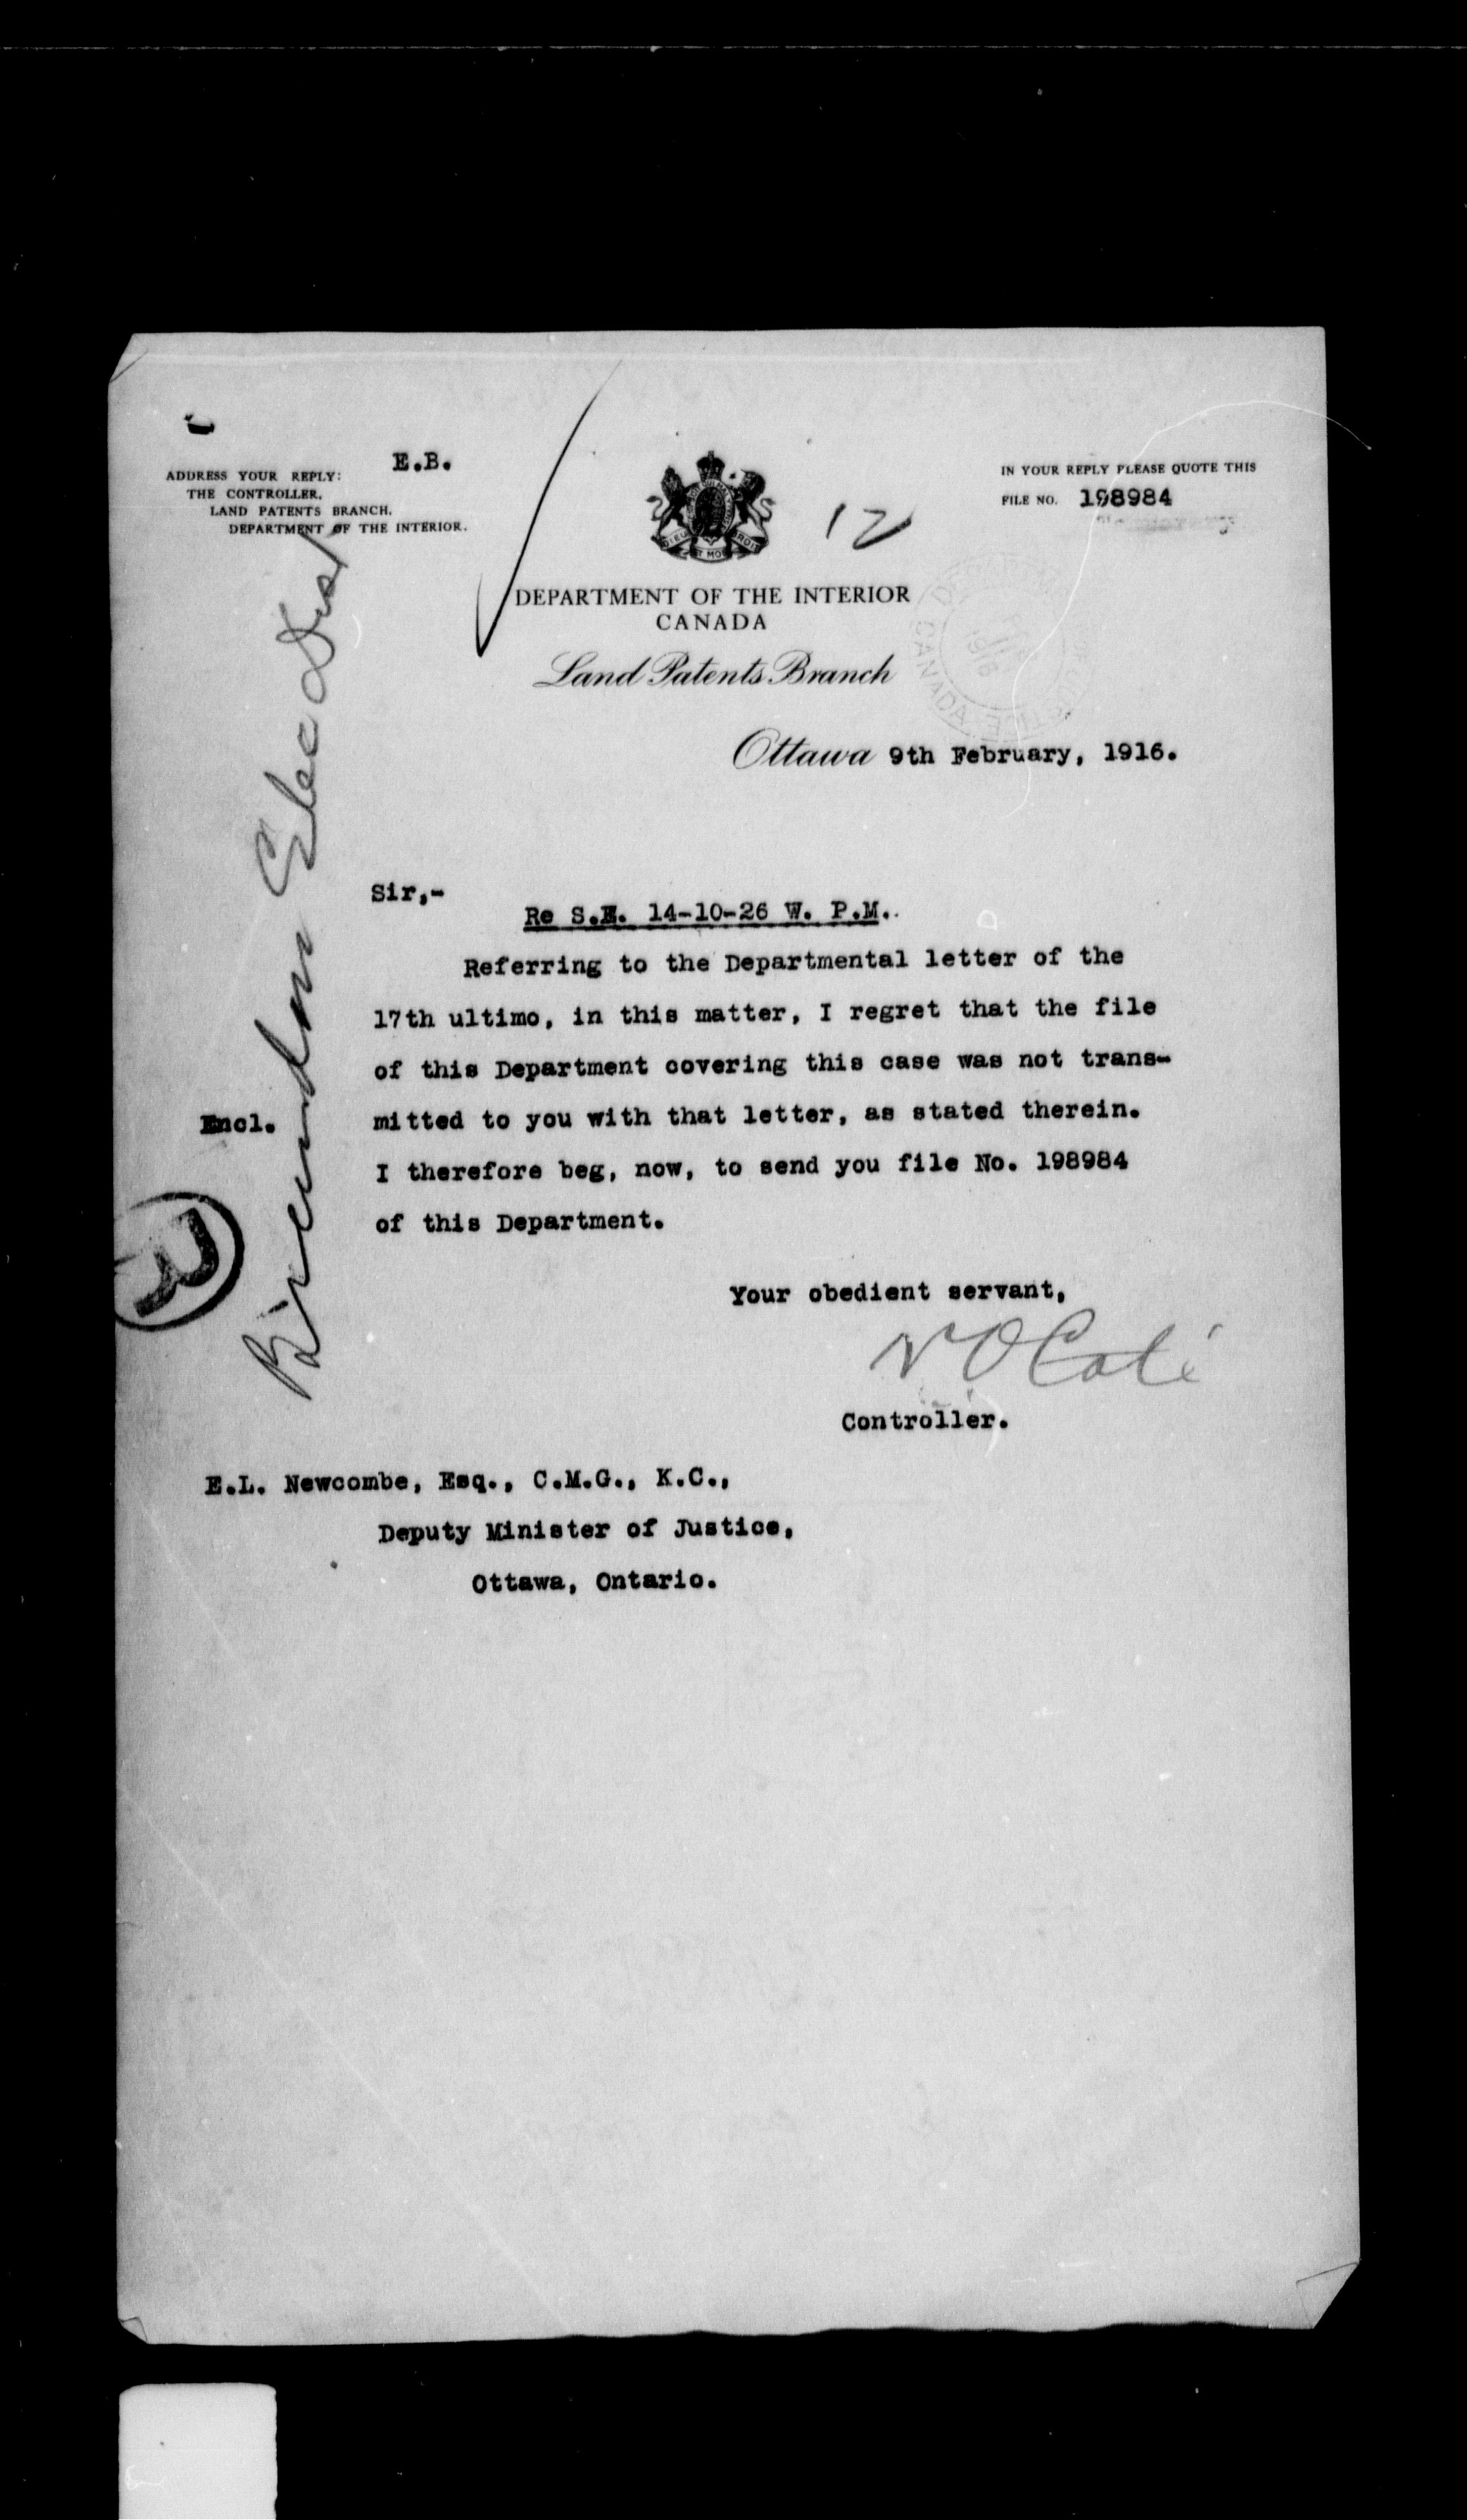 E.B.
ADDRESS YOUR REPLY:
THE CONTROLLER,
LAND PATENTS BRANCH,
DEPARTMENT OF THE INTERIOR.
IN YOUR REPLY PLEASE QUOTE THIS
FILE NO. 198984
12
DIEU ET MON DROIT
DEPARTMENT OF THE INTERIOR
CANADA
Land Patents Branch
Ottawa 9th February, 1916.
Sir,-
Re S.E. 14-10-26 W. P.M..
Referring to the Departmental letter of the
17th ultimo, in this matter, I regret that the file
of this Department covering this case was not trans-
mitted to you with that letter, as stated therein.
Encl.
I therefore beg, now, to send you file No. 198984
of this Department.
Your obedient servant,
N O Coté
Controller.
E.L. Newcombe, Esq., C.M.G., K.C.,
Deputy Minister of Justice,
Ottawa, Ontario.